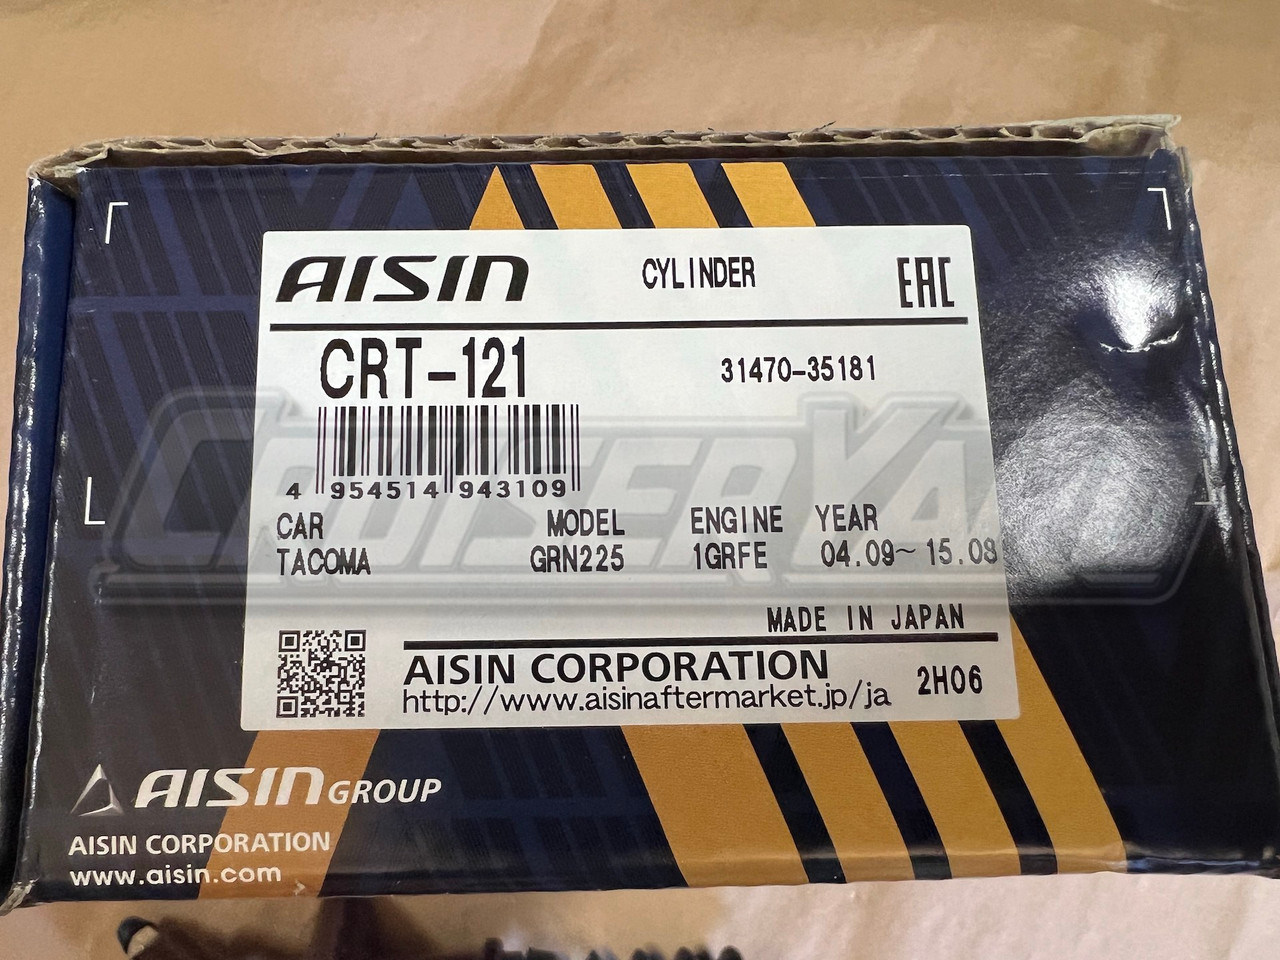 AISIN CYLINDER EAC
CRT-121 31470-35181
4 954514 943109
CAR MODEL ENGINE YEAR
TACOMA GRN225 1GRFE 04.09~15.08
CRUISERYARD
MADE IN JAPAN
AISIN CORPORATION
http://www.aisinaftermarket.jp/ja 2H06
AISIN GROUP
AISIN CORPORATION
www.aisin.com